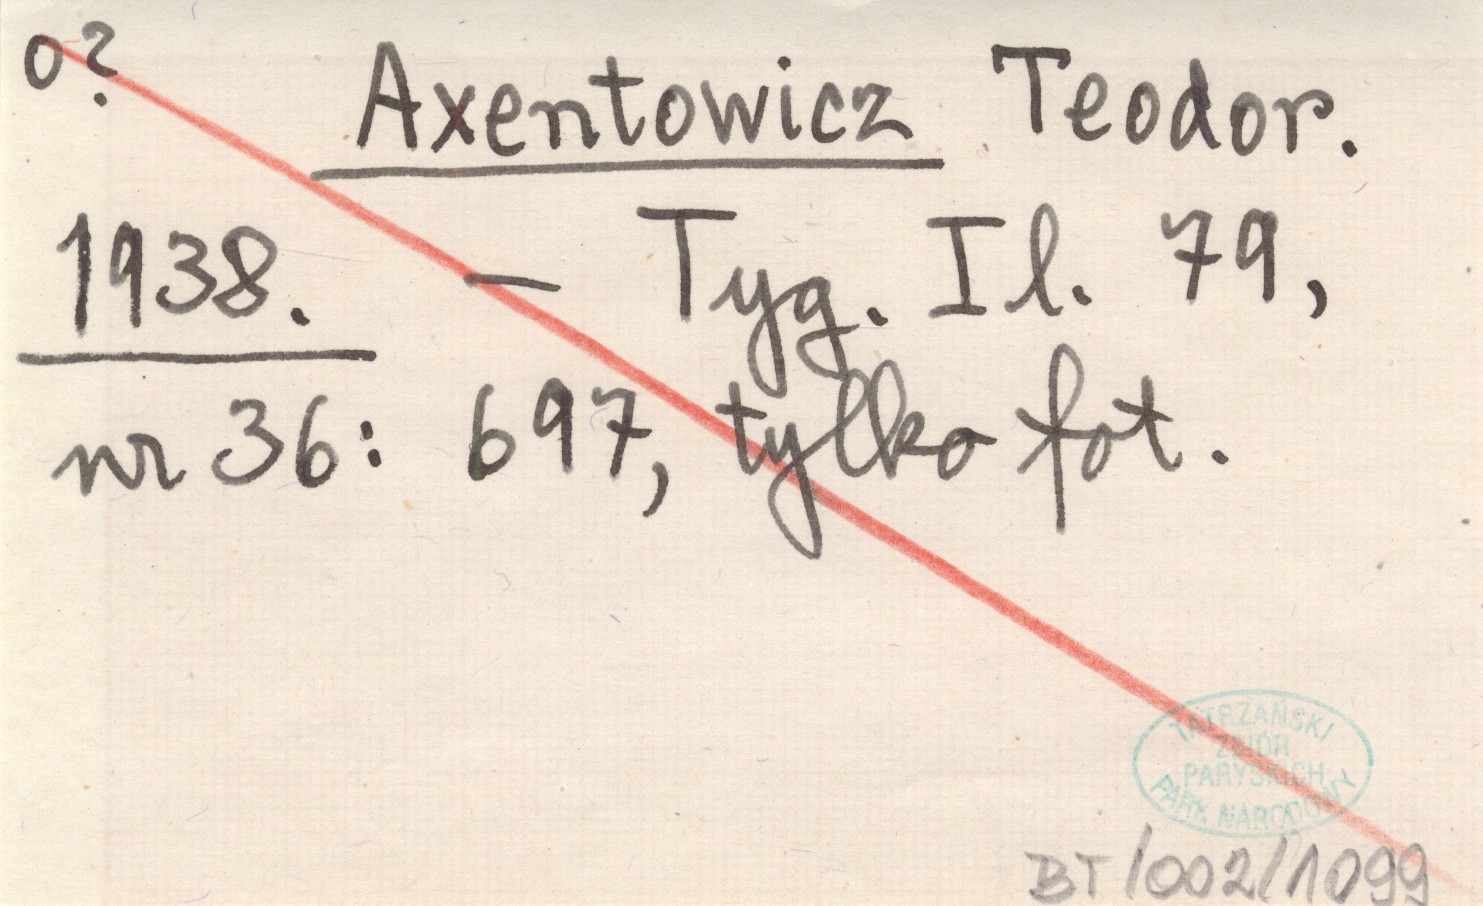 o?
Axentowicz Teodor.
1938. – Tyg. Il. 79,
nr 36: 697, tylko fot.
TATRZAŃSKI
ZBIÓR
PARYSKICH
PARK NARODOWY
BT/002/1099